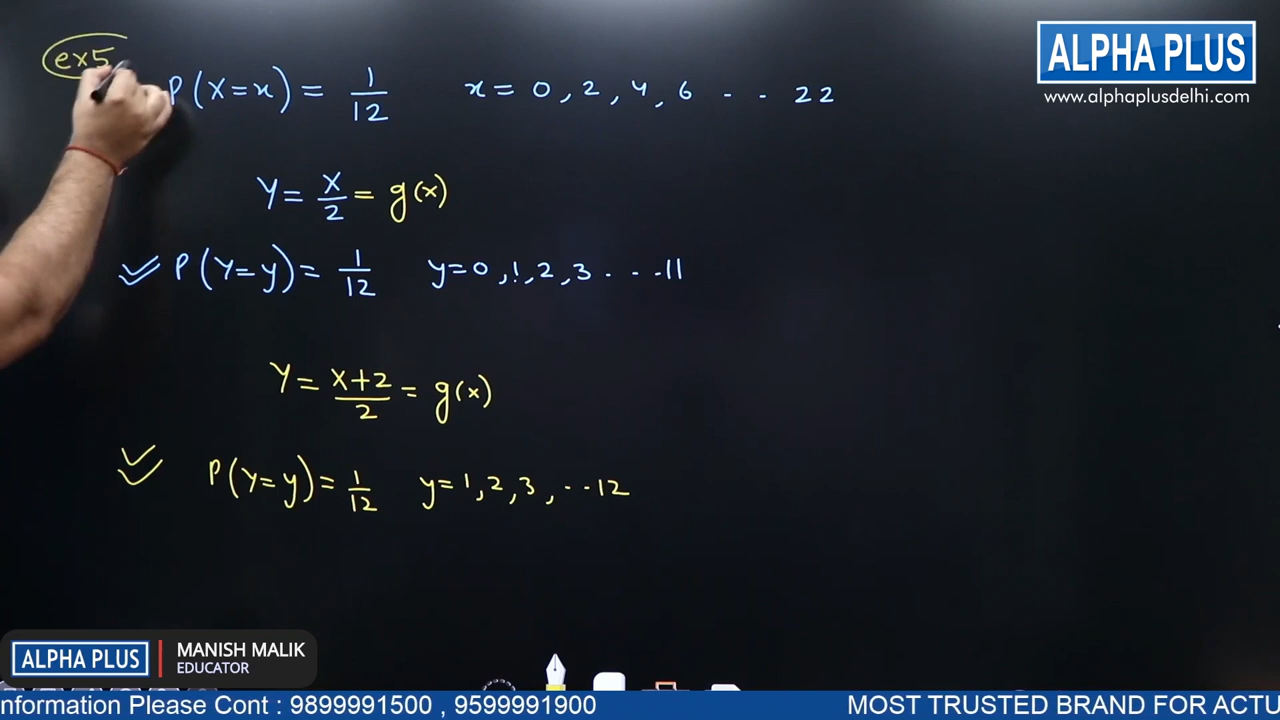 ALPHA PLUS
www.alphaplusdelhi.com
ex5
P(X=x) = 1/12 x = 0, 2, 4, 6 - - 22
Y = X/2 = g(x)
P(Y=y) = 1/12 y=0, 1, 2, 3 . - - . 11
Y = X+2/2 = g(x)
P(Y=y) = 1/12 y=1, 2, 3, . - - 12
ALPHA PLUS
MANISH MALIK
EDUCATOR
nformation Please Cont : 9899991500 , 9599991900
MOST TRUSTED BRAND FOR ACTU